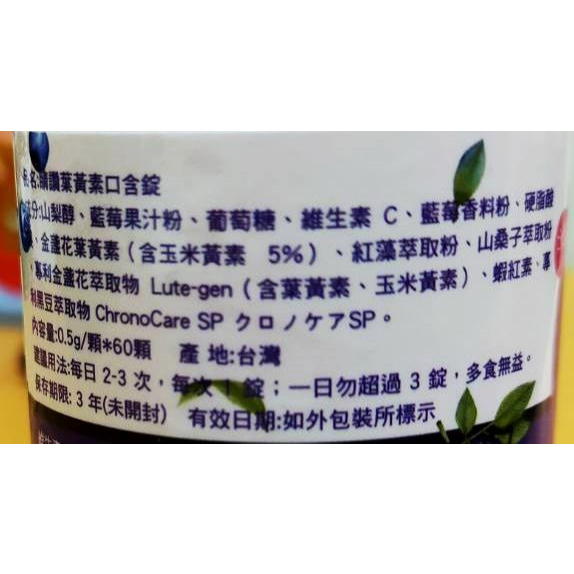 品名:纉讚葉黃素口含錠
成分:山梨醇、藍莓果汁粉、葡萄糖、維生素 C、藍莓香料粉、硬脂酸
、金盞花葉黃素（含玉米黃素 5%）、紅藻萃取粉、山桑子萃取粉
、專利金盞花萃取物 Lute-gen（含葉黃素、玉米黃素）、蝦紅素、專
利黑豆萃取物 ChronoCare SP クロノケアSP。
內容量:0.5g/顆*60顆 產 地:台灣
建議用法:每日 2-3 次，每次 1 錠；一日勿超過 3 錠，多食無益。
保存期限: 3 年(未開封) 有效日期:如外包裝所標示